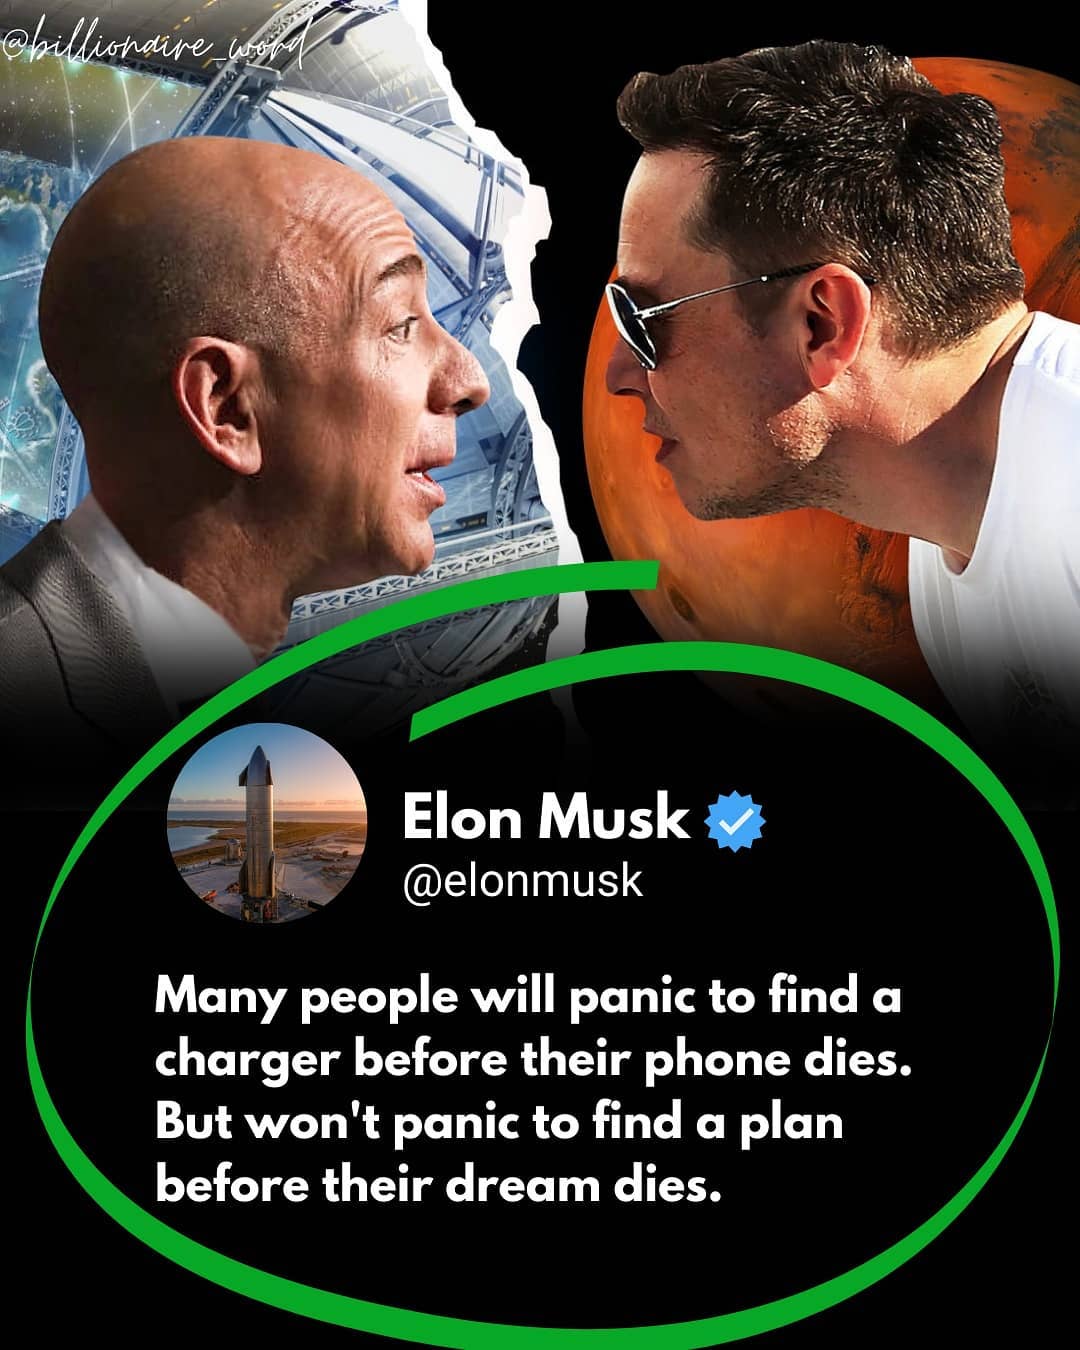 @billionaire_word
Elon Musk
@elonmusk
Many people will panic to find a
charger before their phone dies.
But won't panic to find a plan
before their dream dies.